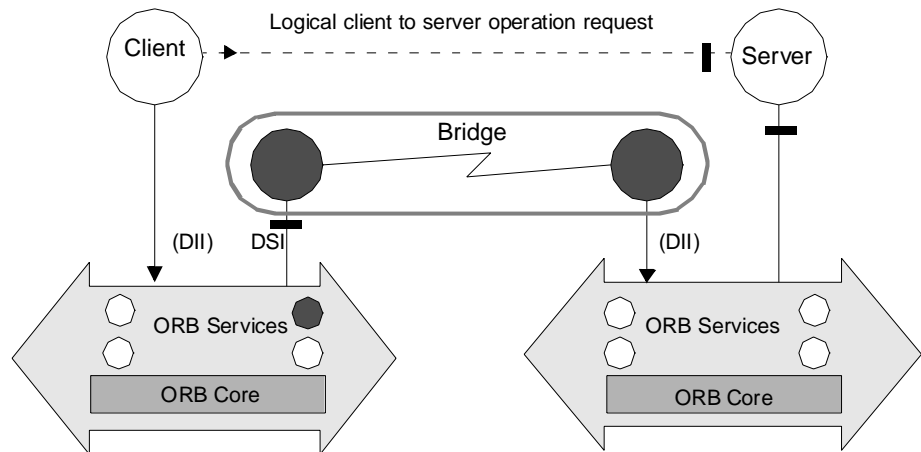 Logical client to server operation request
Client
Server
Bridge
(DII)
DSI
(DII)
ORB Services
ORB Services
ORB Core
ORB Core